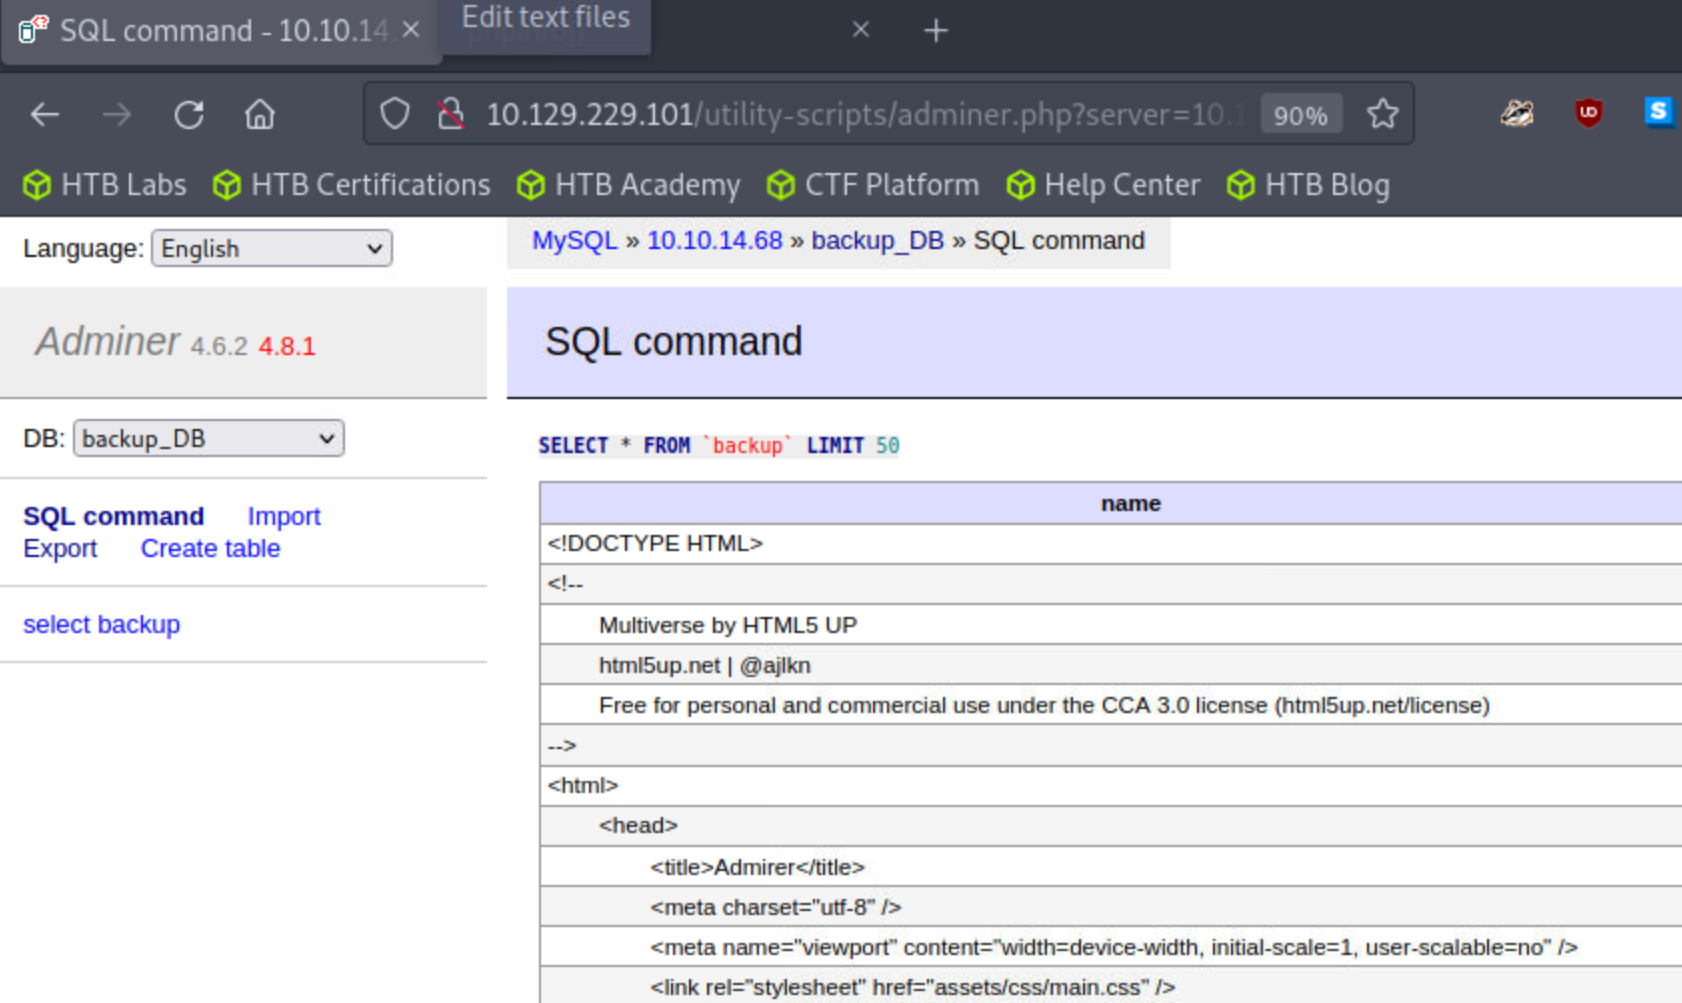 SQL command - 10.10.14.
Edit text files
10.129.229.101/utility-scripts/adminer.php?server=10.1
90%
HTB Labs HTB Certifications HTB Academy CTF Platform Help Center HTB Blog
Language: English
MySQL » 10.10.14.68 » backup_DB » SQL command
Adminer 4.6.2 4.8.1
SQL command
DB: backup_DB
SQL command Import
Export Create table
select backup
SELECT * FROM `backup` LIMIT 50
name
<!DOCTYPE HTML>
<!--
Multiverse by HTML5 UP
html5up.net | @ajlkn
Free for personal and commercial use under the CCA 3.0 license (html5up.net/license)
-->
<html>
<head>
<title>Admirer</title>
<meta charset="utf-8" />
<meta name="viewport" content="width=device-width, initial-scale=1, user-scalable=no" />
<link rel="stylesheet" href="assets/css/main.css" />